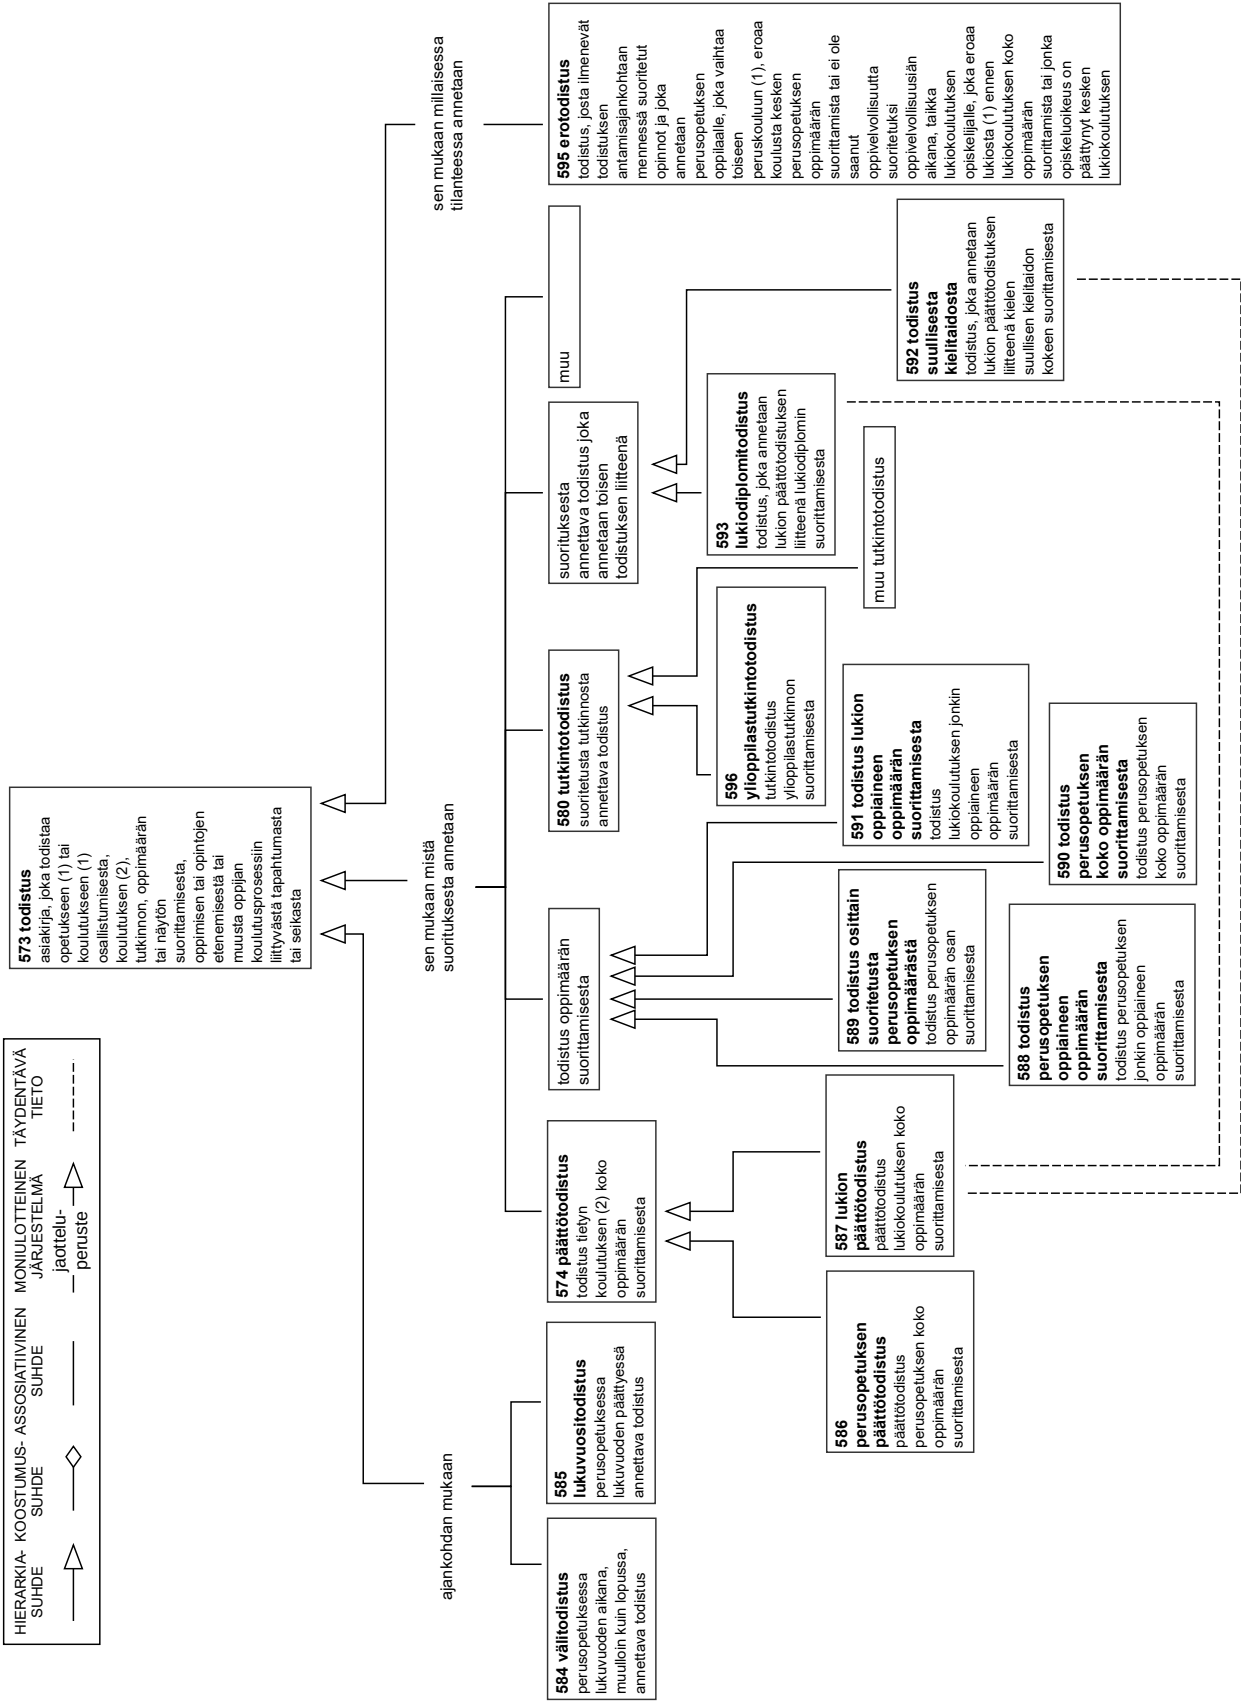 HIERARKIA-
SUHDE
KOOSTUMUS-
SUHDE
ASSOSIATIIVINEN
SUHDE
MONIULOTTEINEN
JÄRJESTELMÄ
jaottelu-
peruste
TÄYDENTÄVÄ
TIETO
573 todistus
asiakirja, joka todistaa
opetukseen (1) tai
koulutukseen (1)
osallistumisesta,
koulutuksen (2),
tutkinnon, oppimäärän
tai näytön
suorittamisesta,
oppimisen tai opintojen
etenemisestä tai
muusta oppijan
koulutusprosessiin
liittyvästä tapahtumasta
tai seikasta
ajankohdan mukaan
sen mukaan mistä
suorituksesta annetaan
sen mukaan millaisessa
tilanteessa annetaan
584 välitodistus
perusopetuksessa
lukuvuoden aikana,
muulloin kuin lopussa,
annettava todistus
585
lukuvuositodistus
perusopetuksessa
lukuvuoden päättyessä
annettava todistus
574 päättötodistus
todistus tietyn
koulutuksen (2) koko
oppimäärän
suorittamisesta
todistus oppimäärän
suorittamisesta
580 tutkintotodistus
suoritetusta tutkinnosta
annettava todistus
suorituksesta
annettava todistus joka
annetaan toisen
todistuksen liitteenä
muu
595 erotodistus
todistus, josta ilmenevät
todistuksen
antamisajankohtaan
mennessä suoritetut
opinnot ja joka
annetaan
perusopetuksen
oppilaalle, joka vaihtaa
toiseen
peruskouluun (1), eroaa
koulusta kesken
perusopetuksen
oppimäärän
suorittamista tai ei ole
saanut
oppivelvollisuutta
suoritetuksi
oppivelvollisuusiän
aikana, taikka
lukiokoulutuksen
opiskelijalle, joka eroaa
lukiosta (1) ennen
lukiokoulutuksen koko
oppimäärän
suorittamista tai jonka
opiskeluoikeus on
päättynyt kesken
lukiokoulutuksen
586
perusopetuksen
päättötodistus
päättötodistus
perusopetuksen koko
oppimäärän
suorittamisesta
587 lukion
päättötodistus
päättötodistus
lukiokoulutuksen koko
oppimäärän
suorittamisesta
588 todistus
perusopetuksen
oppiaineen
oppimäärän
suorittamisesta
todistus perusopetuksen
jonkin oppiaineen
oppimäärän
suorittamisesta
589 todistus osittain
suoritetusta
perusopetuksen
oppimäärästä
todistus perusopetuksen
oppimäärän osan
suorittamisesta
590 todistus
perusopetuksen
koko oppimäärän
suorittamisesta
todistus perusopetuksen
koko oppimäärän
suorittamisesta
591 todistus lukion
oppiaineen
oppimäärän
suorittamisesta
todistus
lukiokoulutuksen jonkin
oppiaineen
oppimäärän
suorittamisesta
596
ylioppilastutkintotodistus
tutkintotodistus
ylioppilastutkinnon
suorittamisesta
muu tutkintotodistus
593
lukiodiplomitodistus
todistus, joka annetaan
lukion päättötodistuksen
liitteenä lukiodiplomin
suorittamisesta
592 todistus
suullisesta
kielitaidosta
todistus, joka annetaan
lukion päättötodistuksen
liitteenä kielen
suullisen kielitaidon
kokeen suorittamisesta